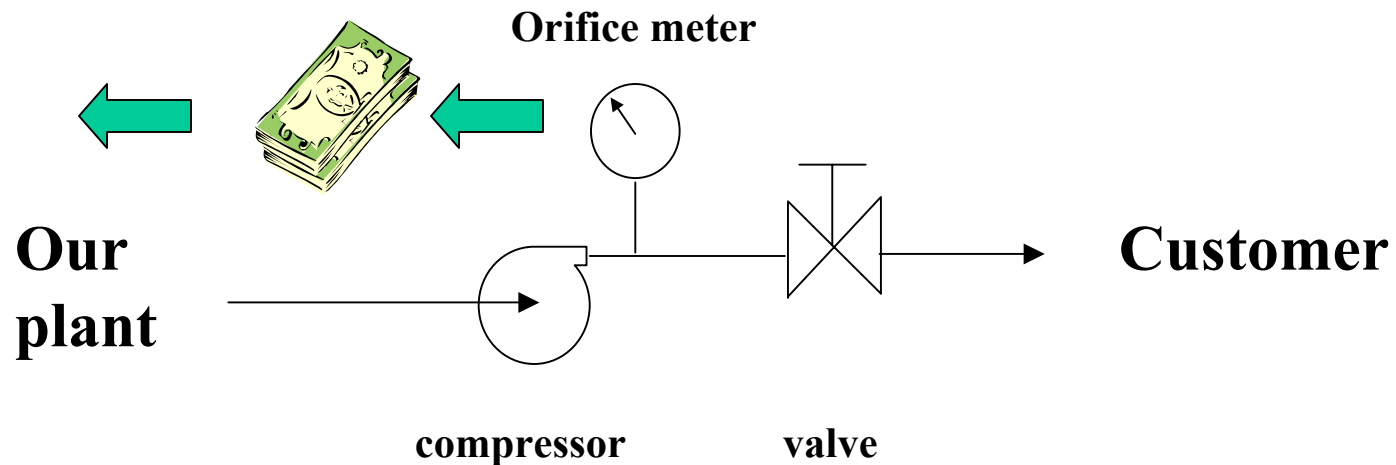 Orifice meter
Our
plant
Customer
compressor
valve